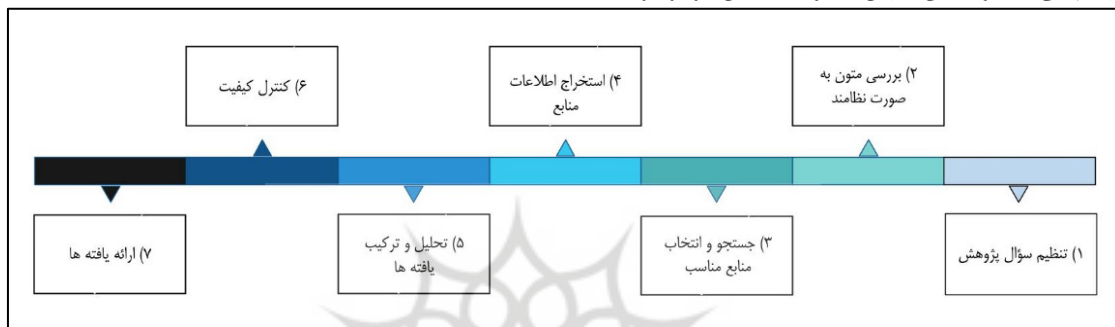 ۱) تنظیم سؤال پژوهش
۲) بررسی متون به
صورت نظامند
۳) جستجو و انتخاب
منابع مناسب
۴) استخراج اطلاعات
منابع
۵) تحلیل و ترکیب
یافته ها
۶) کنترل کیفیت
۷) ارائه یافته ها